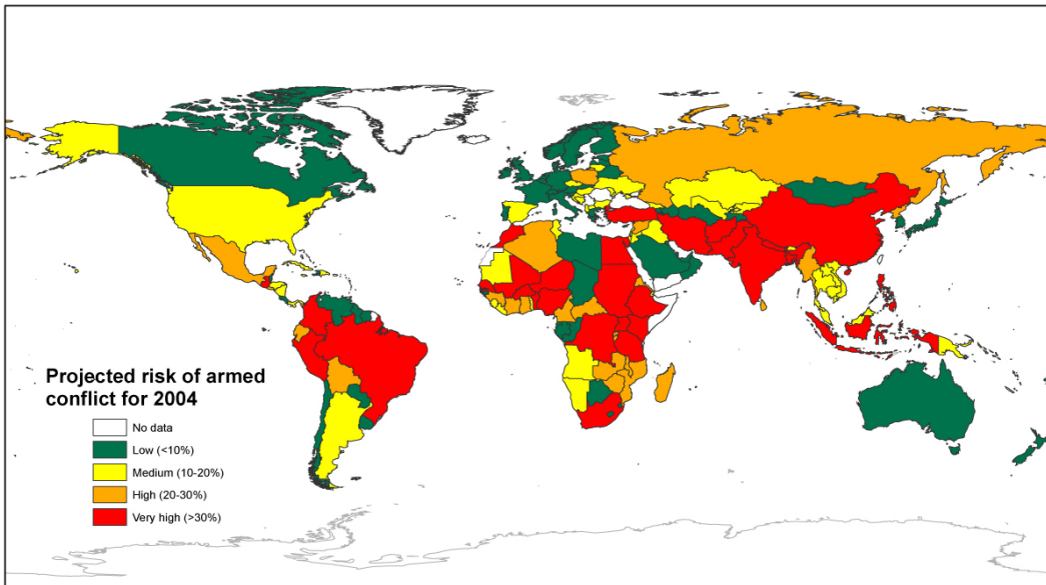 Projected risk of armed
conflict for 2004
No data
Low (<10%)
Medium (10-20%)
High (20-30%)
Very high (>30%)